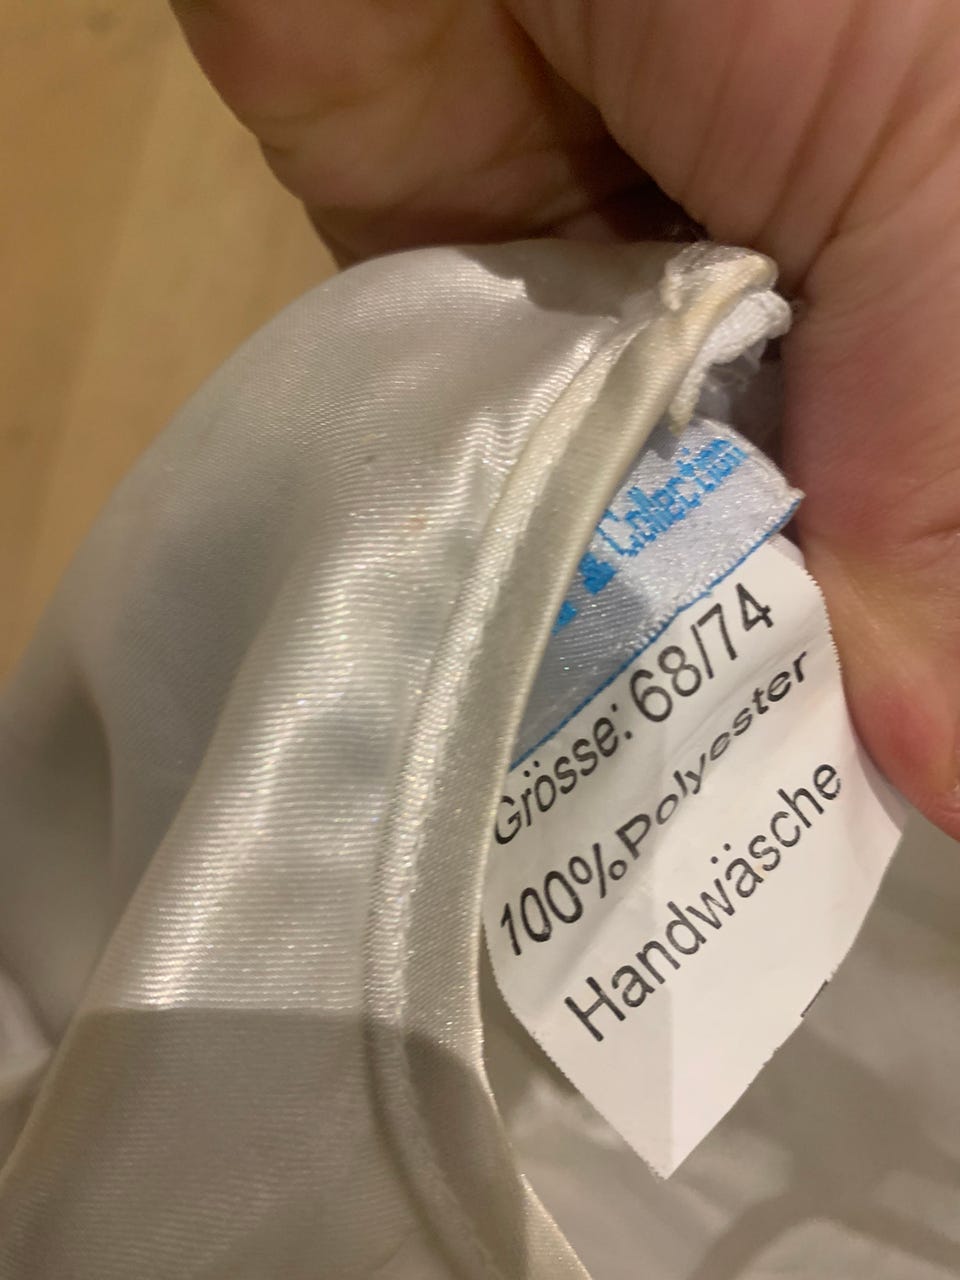 Collection
Grösse: 68/74
100%Polyester
Handwäsche